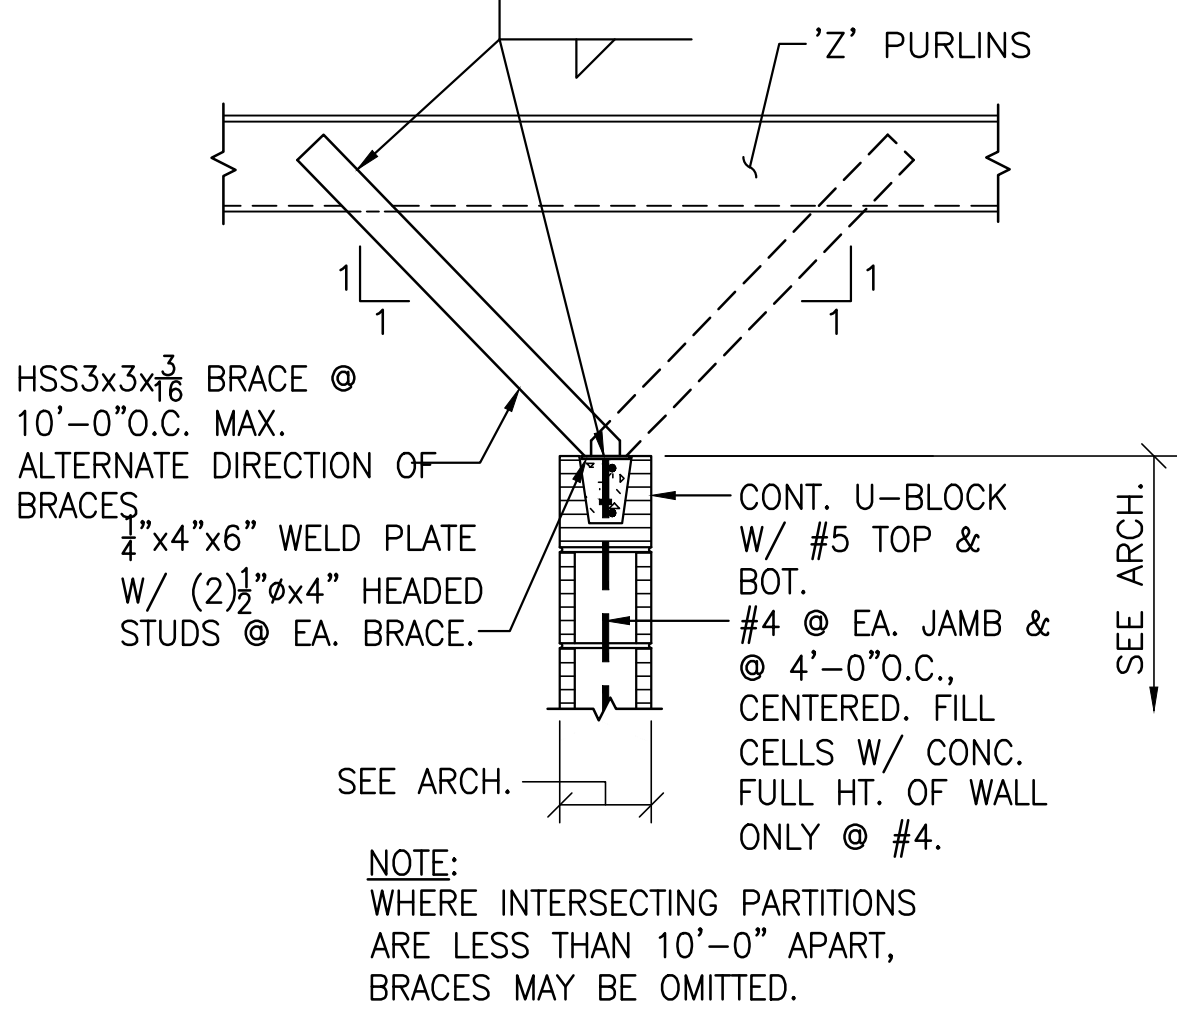 'Z' PURLINS
1
1
1
1
HSS3x3x3/16 BRACE @
10'-0"O.C. MAX.
ALTERNATE DIRECTION OF
BRACES
1/4"x4"x6" WELD PLATE
W/ (2)1/2"øx4" HEADED
STUDS @ EA. BRACE.
CONT. U-BLOCK
W/ #5 TOP &
BOT.
#4 @ EA. JAMB &
@ 4'-0"O.C.,
CENTERED. FILL
CELLS W/ CONC.
FULL HT. OF WALL
ONLY @ #4.
SEE ARCH.
SEE ARCH.
NOTE:
WHERE INTERSECTING PARTITIONS
ARE LESS THAN 10'-0" APART,
BRACES MAY BE OMITTED.